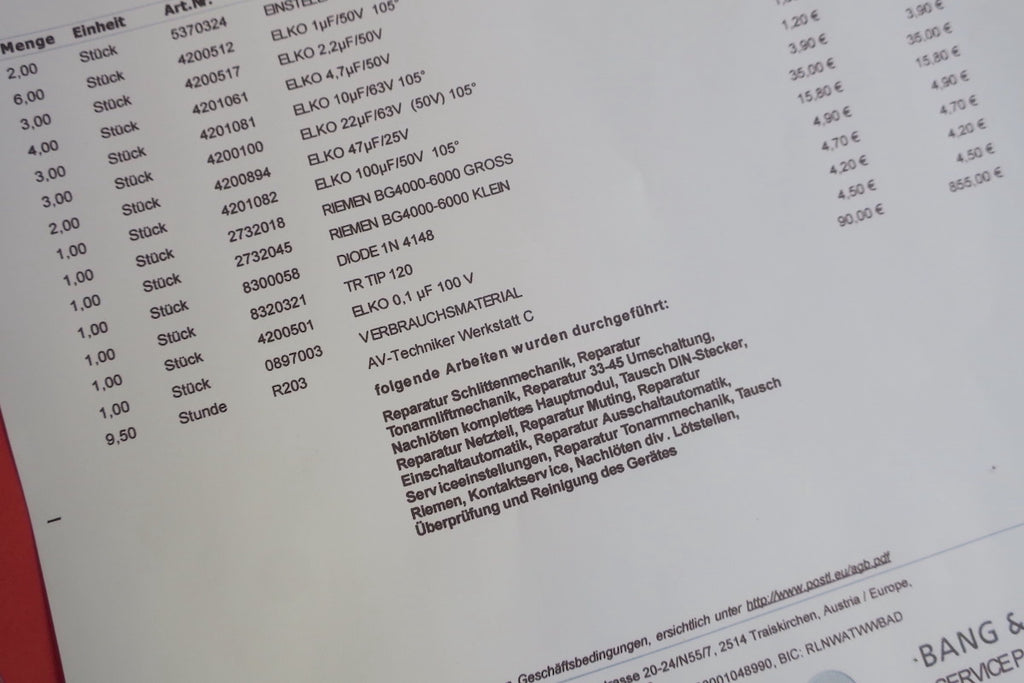 Menge Einheit Art.Nr.
2,00 Stück 5370324
6,00 Stück 4200512 ELKO 1µF/50V 105°
3,00 Stück 4200517 ELKO 2,2µF/50V
4,00 Stück 4201061 ELKO 4,7µF/50V
3,00 Stück 4201081 ELKO 10µF/63V 105°
3,00 Stück 4200100 ELKO 22µF/63V (50V) 105°
2,00 Stück 4200894 ELKO 47µF/25V 1,20 €
1,00 Stück 4201082 ELKO 100µF/50V 105° 3,90 € 3,90 €
1,00 Stück 2732018 RIEMEN BG4000-6000 GROSS 35,00 € 35,00 €
1,00 Stück 2732045 RIEMEN BG4000-6000 KLEIN 15,80 € 15,80 €
1,00 Stück 8300058 DIODE 1N 4148 4,90 € 4,90 €
1,00 Stück 8320321 TR TIP 120 4,70 € 4,70 €
1,00 Stück 4200501 ELKO 0,1 µF 100 V 4,20 € 4,20 €
1,00 Stück 0897003 VERBRAUCHSMATERIAL 4,50 € 4,50 €
9,50 Stunde R203 AV-Techniker Werkstatt C 90,00 € 855,00 €
folgende Arbeiten wurden durchgeführt:
Reparatur Schlittenmechanik, Reparatur
Tonarmliftmechanik, Reparatur 33-45 Umschaltung,
Nachlöten komplettes Hauptmodul, Tausch DIN-Stecker,
Reparatur Netzteil, Reparatur Muting, Reparatur
Einschaltautomatik, Reparatur Ausschaltautomatik,
Serviceeinstellungen, Reparatur Tonarmmechanik, Tausch
Riemen, Kontaktservice, Nachlöten div. Lötstellen,
Überprüfung und Reinigung des Gerätes
Geschäftsbedingungen, ersichtlich unter http://www.postl.eu/agb.pdf
20-24/N55/7, 2514 Traiskirchen, Austria / Europe,
BIC: RLNWATWWBAD
BANG &